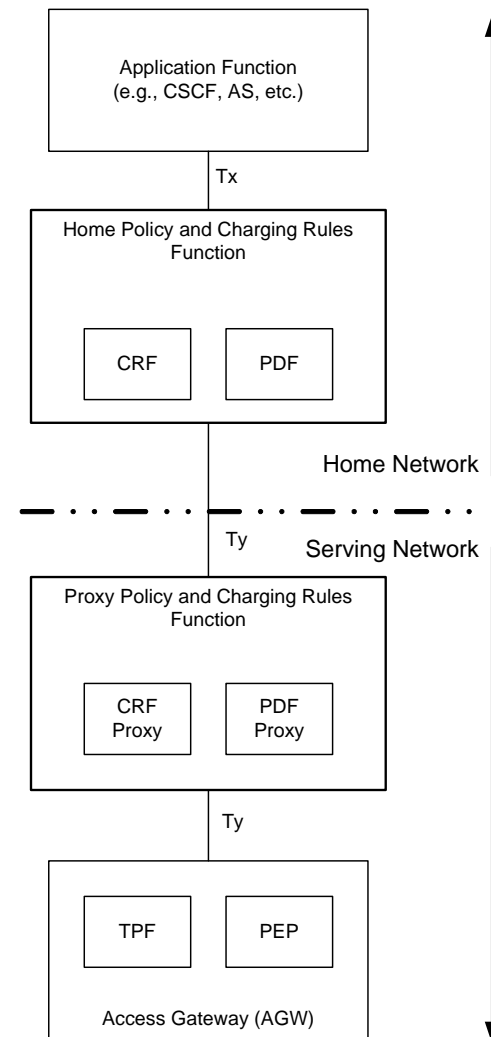 Application Function
(e.g., CSCF, AS, etc.)
Tx
Home Policy and Charging Rules
Function
CRF
PDF
Home Network
Ty
Serving Network
Proxy Policy and Charging Rules
Function
CRF
Proxy
PDF
Proxy
Ty
TPF
PEP
Access Gateway (AGW)